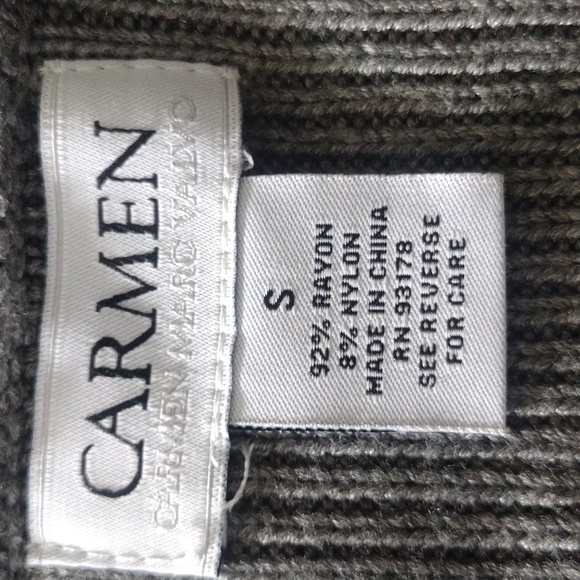 CARMEN
CARMEN MARC VALVO
S
92% RAYON
8% NYLON
MADE IN CHINA
RN 93178
SEE REVERSE
FOR CARE